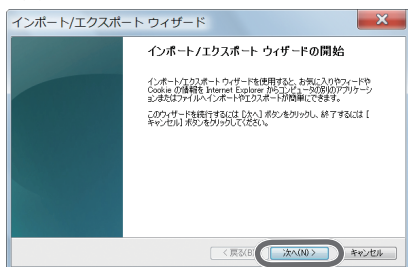 インポート/エクスポート ウィザード
インポート/エクスポート ウィザードの開始
インポート/エクスポート ウィザードを使用すると、お気に入りやフィードや
Cookie の情報を Internet Explorer からコンピュータの別のアプリケーシ
ョンまたはファイルへインポートやエクスポートが簡単にできます。
このウィザードを続行するには [次へ] ボタンをクリックし、終了するには [
キャンセル] ボタンをクリックしてください。
< 戻る(B) 次へ(N) > キャンセル